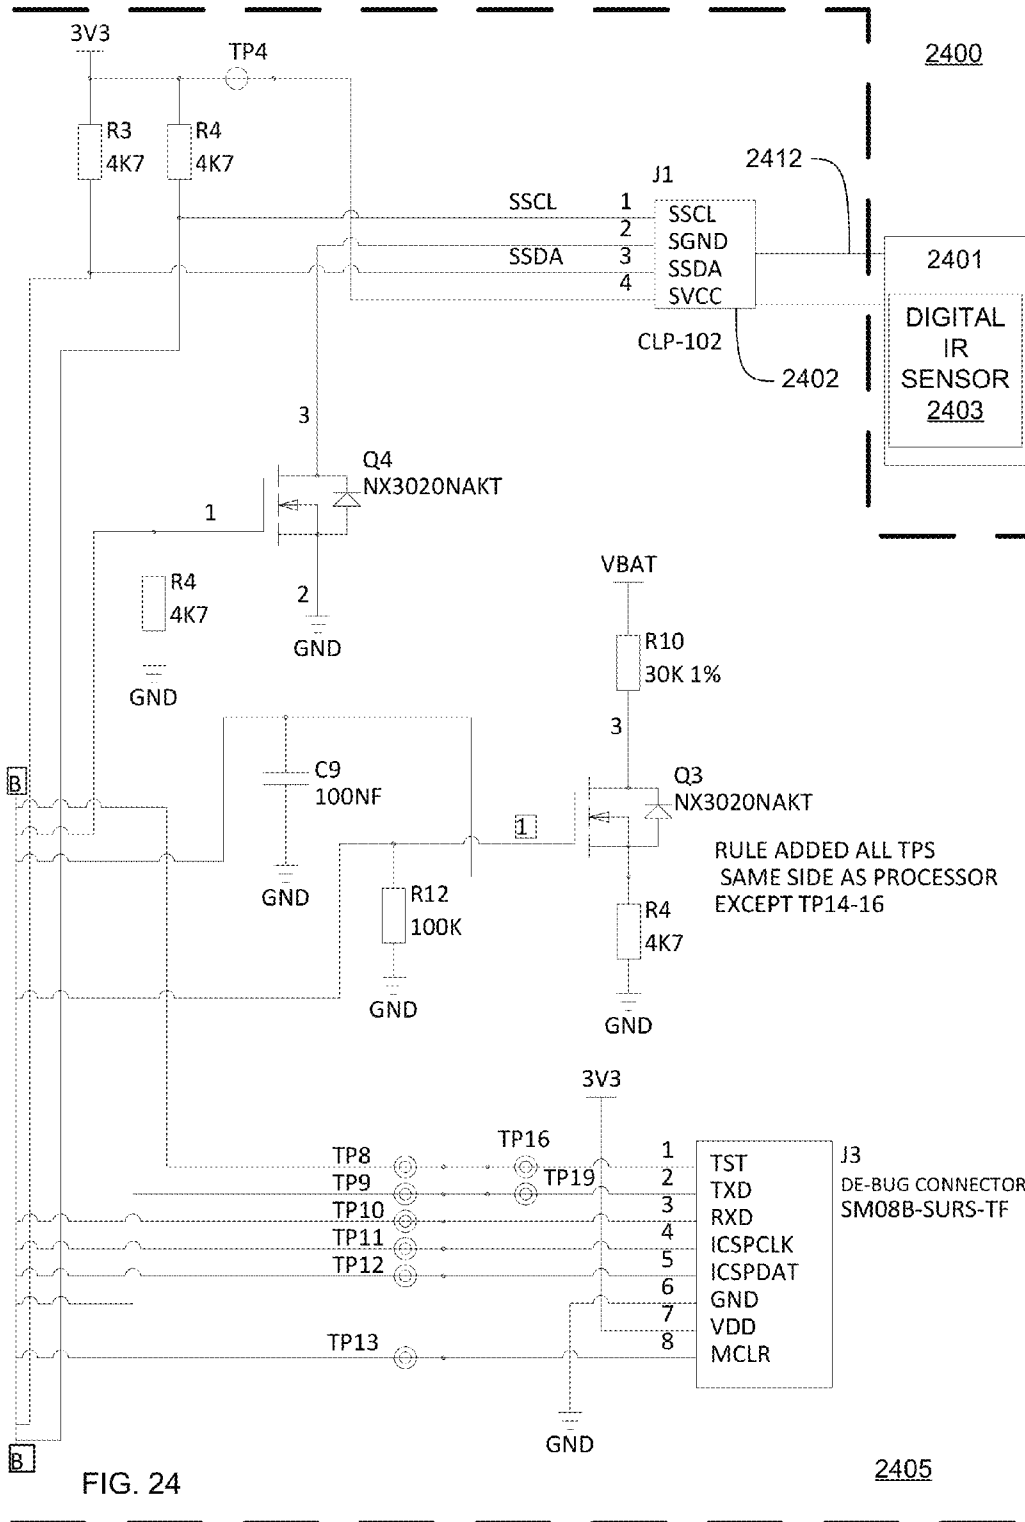 3V3
TP4
2400
R3
4K7
R4
4K7
2412
J1
SSCL
1
2
SSDA
3
4
SSCL
SGND
SSDA
SVCC
CLP-102
2402
2401
DIGITAL
IR
SENSOR
2403
3
Q4
NX3020NAKT
1
2
GND
R4
4K7
GND
VBAT
R10
30K 1%
3
Q3
NX3020NAKT
B
C9
100NF
GND
1
R12
100K
GND
R4
4K7
GND
RULE ADDED ALL TPS
SAME SIDE AS PROCESSOR
EXCEPT TP14-16
3V3
TP8
TP9
TP10
TP11
TP12
TP13
TP16
TP19
1
2
3
4
5
6
7
8
TST
TXD
RXD
ICSPCLK
ICSPDAT
GND
VDD
MCLR
J3
DE-BUG CONNECTOR
SM08B-SURS-TF
GND
B
FIG. 24
2405